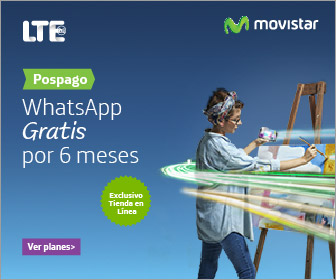 LTE
movistar
Pospago
WhatsApp
Gratis
por 6 meses
Exclusivo
Tienda en
Línea
Ver planes>